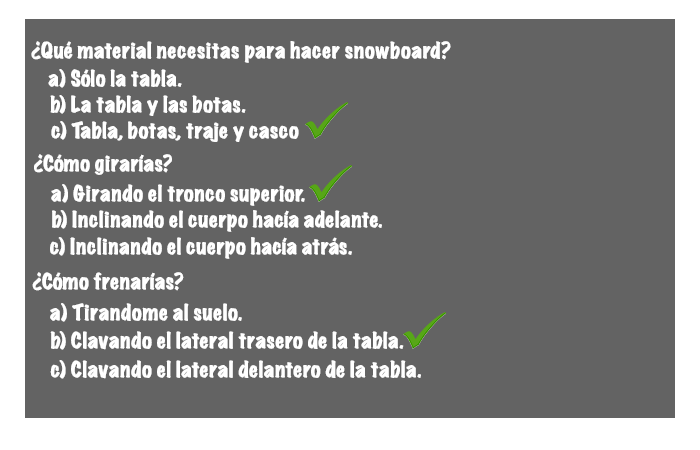 ¿Qué material necesitas para hacer snowboard?
a) Sólo la tabla.
b) La tabla y las botas.
c) Tabla, botas, traje y casco
¿Cómo girarías?
a) Girando el tronco superior.
b) Inclinando el cuerpo hacía adelante.
c) Inclinando el cuerpo hacía atrás.
¿Cómo frenarías?
a) Tirandome al suelo.
b) Clavando el lateral trasero de la tabla.
c) Clavando el lateral delantero de la tabla.